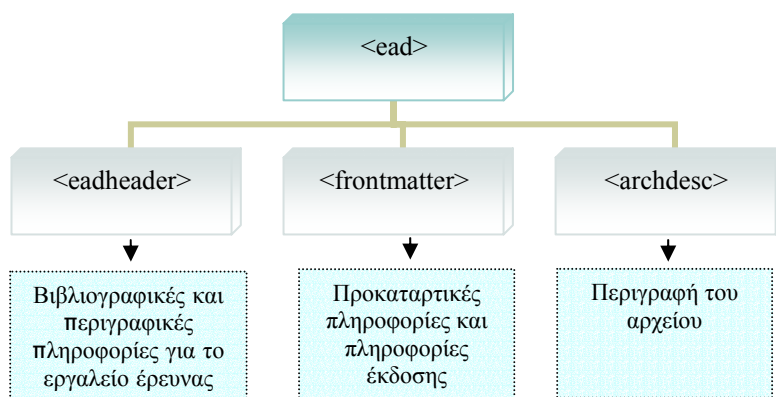 <ead>
<eadheader>
<frontmatter>
<archdesc>
Βιβλιογραφικές και
περιγραφικές
πληροφορίες για το
εργαλείο έρευνας
Προκαταρτικές
πληροφορίες και
πληροφορίες
έκδοσης
Περιγραφή του
αρχείου